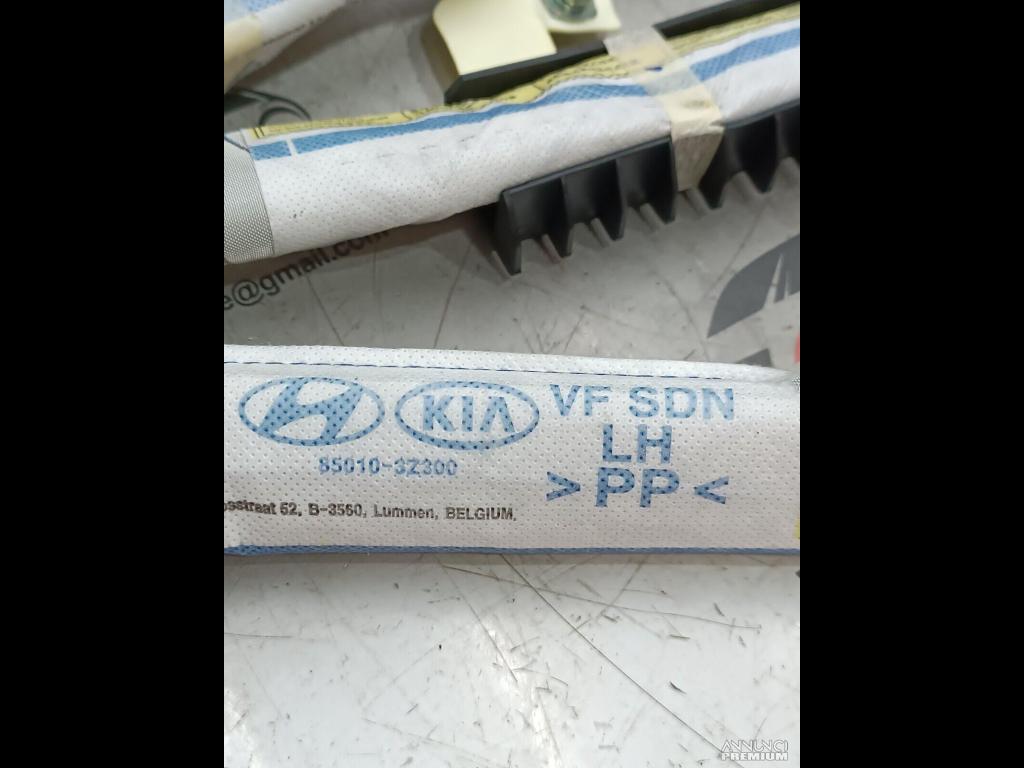 e@gmail.com
KIA VF SDN
LH
85010-3Z300
>PP<
sstraat 52, B-3560, Lummen, BELGIUM,
ANNUNCI
PREMIUM